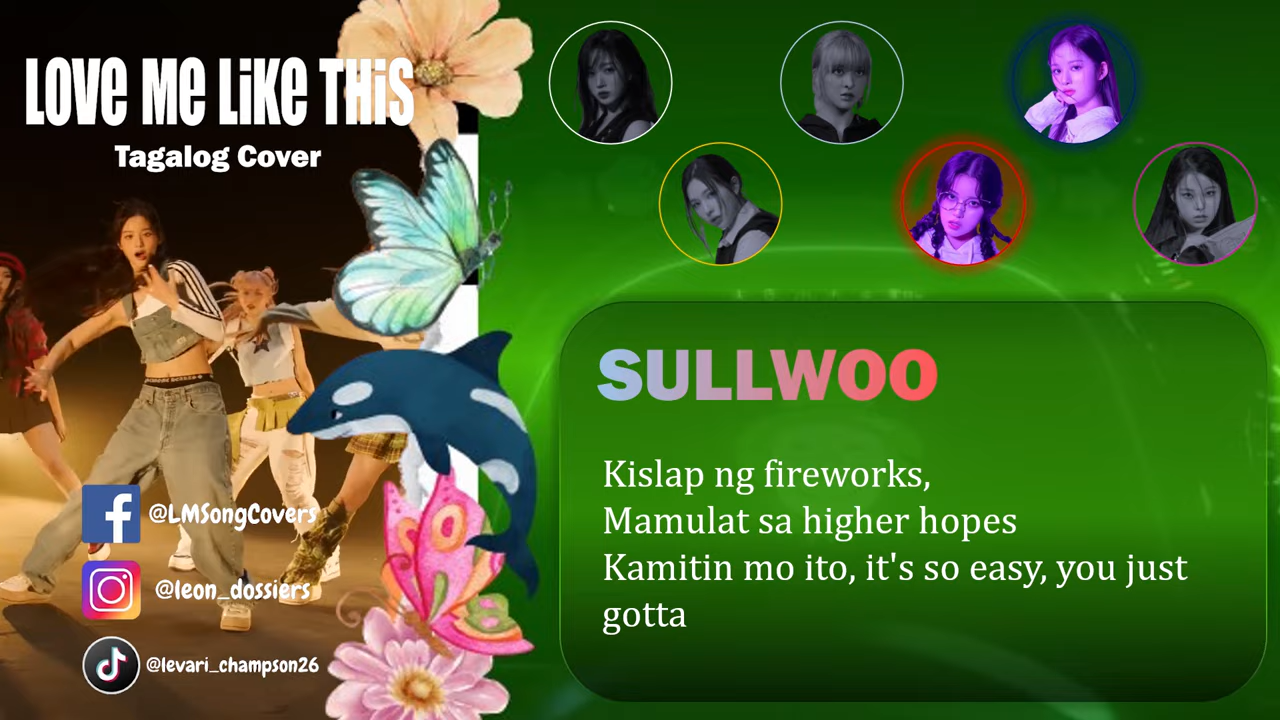 LOVE ME LiKE THiS
Tagalog Cover
@LMSongCovers
@leon_dossiers
@levari_champson26
SULLWOO
Kislap ng fireworks,
Mamulat sa higher hopes
Kamitin mo ito, it's so easy, you just
gotta